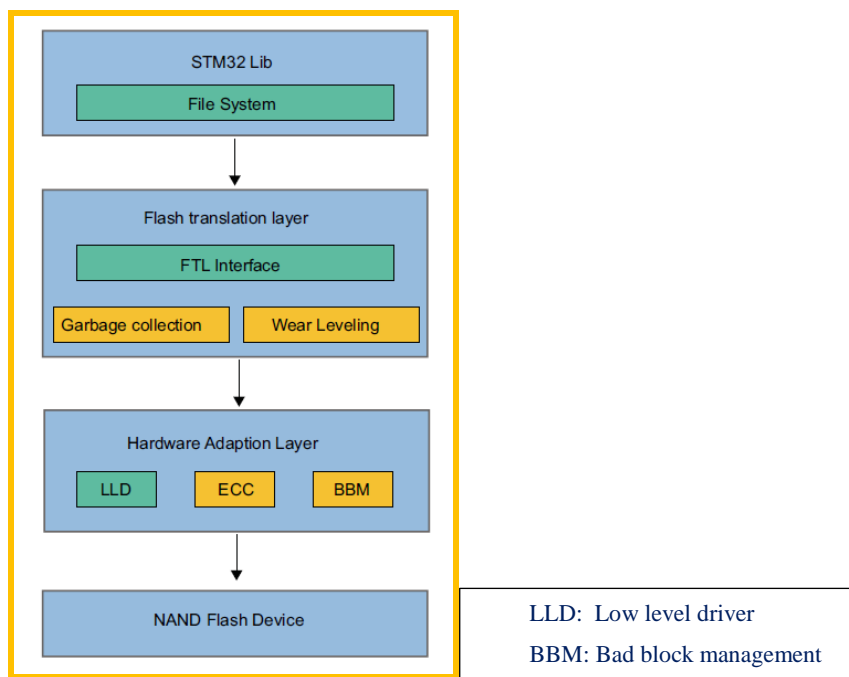 STM32 Lib
File System
Flash translation layer
FTL Interface
Garbage collection
Wear Leveling
Hardware Adaption Layer
LLD
ECC
BBM
NAND Flash Device
LLD: Low level driver
BBM: Bad block management